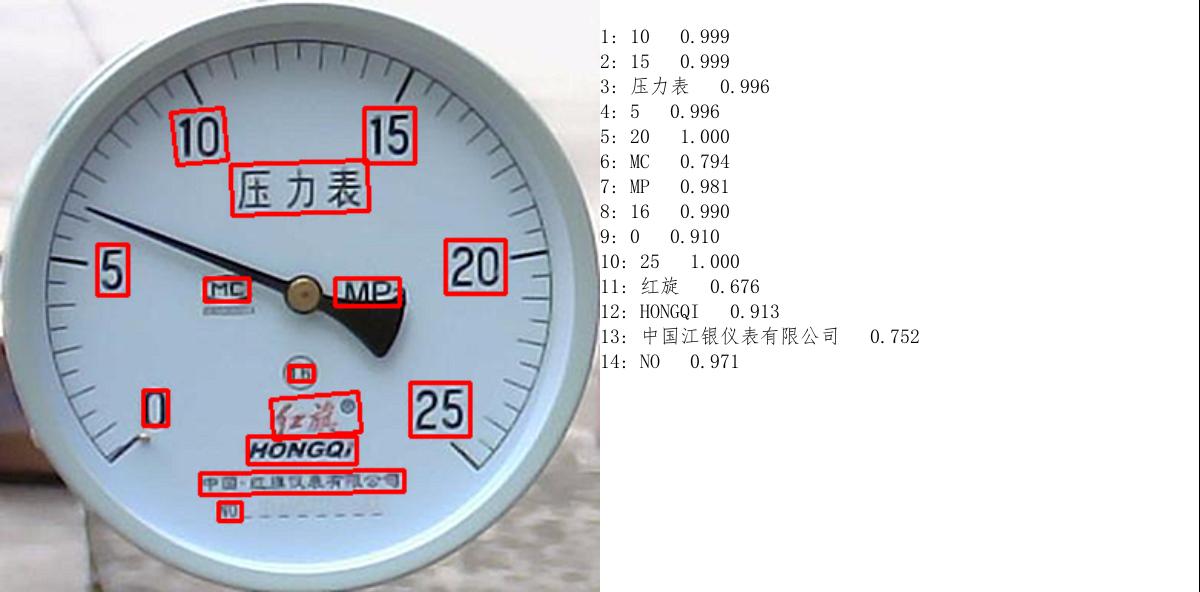 10
15
压力表
5
20
MC
MP
0
25
红旗®
HONGQi
中国·红旗仪表有限公司
NO
1: 10 0.999
2: 15 0.999
3: 压力表 0.996
4: 5 0.996
5: 20 1.000
6: MC 0.794
7: MP 0.981
8: 16 0.990
9: 0 0.910
10: 25 1.000
11: 红旗 0.676
12: HONGQI 0.913
13: 中国江银仪表有限公司 0.752
14: NO 0.971